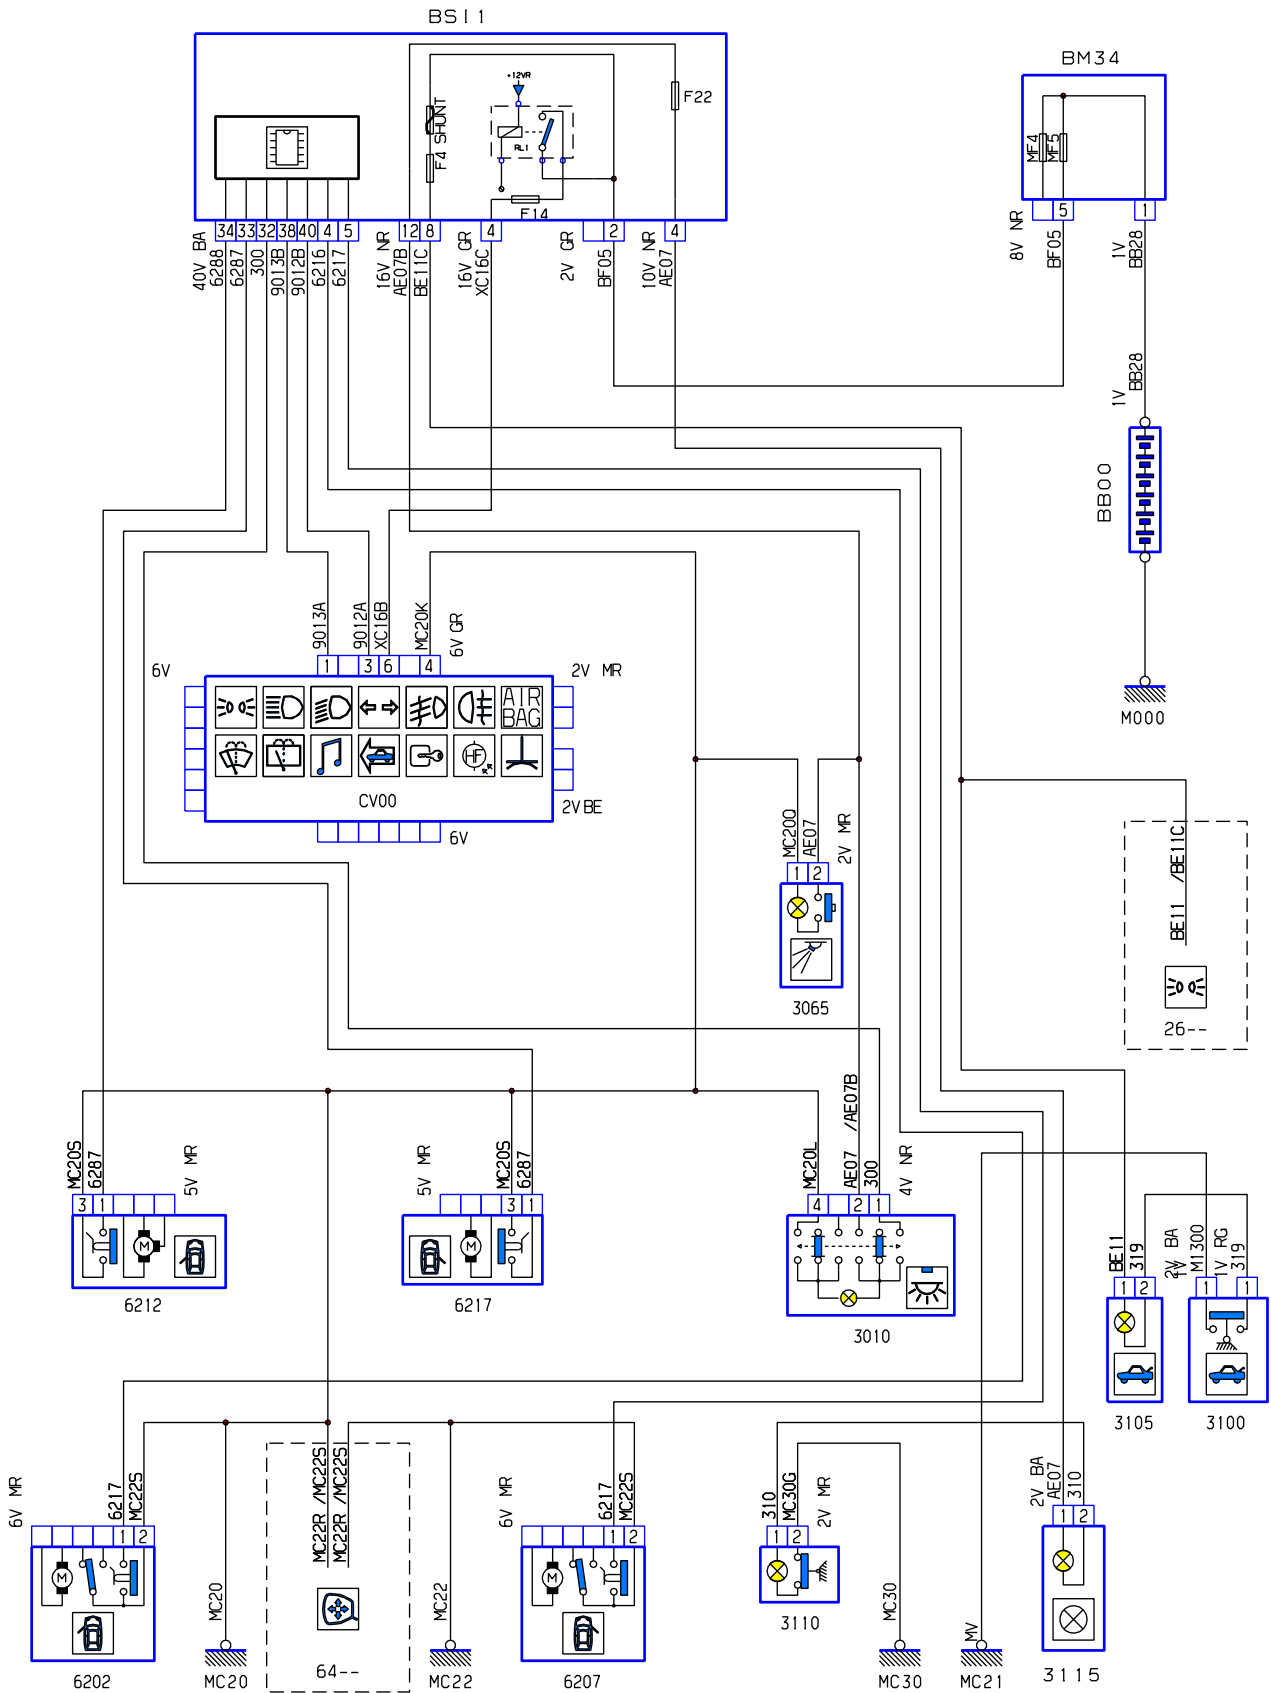 BSI1
BM34
+12VR
F22
F4 SHUNT
RL1
F14
MF4
MF5
34 33 32 38 40 4 5
12 8
4
2
4
5
1
40V BA
6288
6287
300
9013B
9012B
6216
6217
16V NR
AE07B
BE11C
16V GR
XC16C
2V GR
BF05
10V NR
AE07
8V NR
BF05
1V
BB28
1V
BB28
BB00
M000
9013A
9012A
XC16B
MC20K
6V GR
6V
1 3 6 4
2V MR
AIR
BAG
HF
CV00
2V BE
6V
MC20Q
AE07
2V MR
1 2
3065
BE11 /BE11C
26--
MC20S
6287
5V MR
3 1
M
6212
5V MR
MC20S
6287
3 1
M
6217
MC20L
AE07 /AE07B
300
4V NR
4 2 1
3010
BE11
319
2V BA
1V
M1300
1V RG
319
1 2
1 1
3105
3100
6V MR
6217
MC22S
1 2
M
6202
MC20
MC20
MC22R /MC22S
MC22R /MC22S
64--
MC22
MC22
6V MR
6217
MC22S
1 2
M
6207
310
MC30G
2V MR
1 2
3110
MC30
MC30
MV
MC21
2V BA
AE07
310
1 2
3115